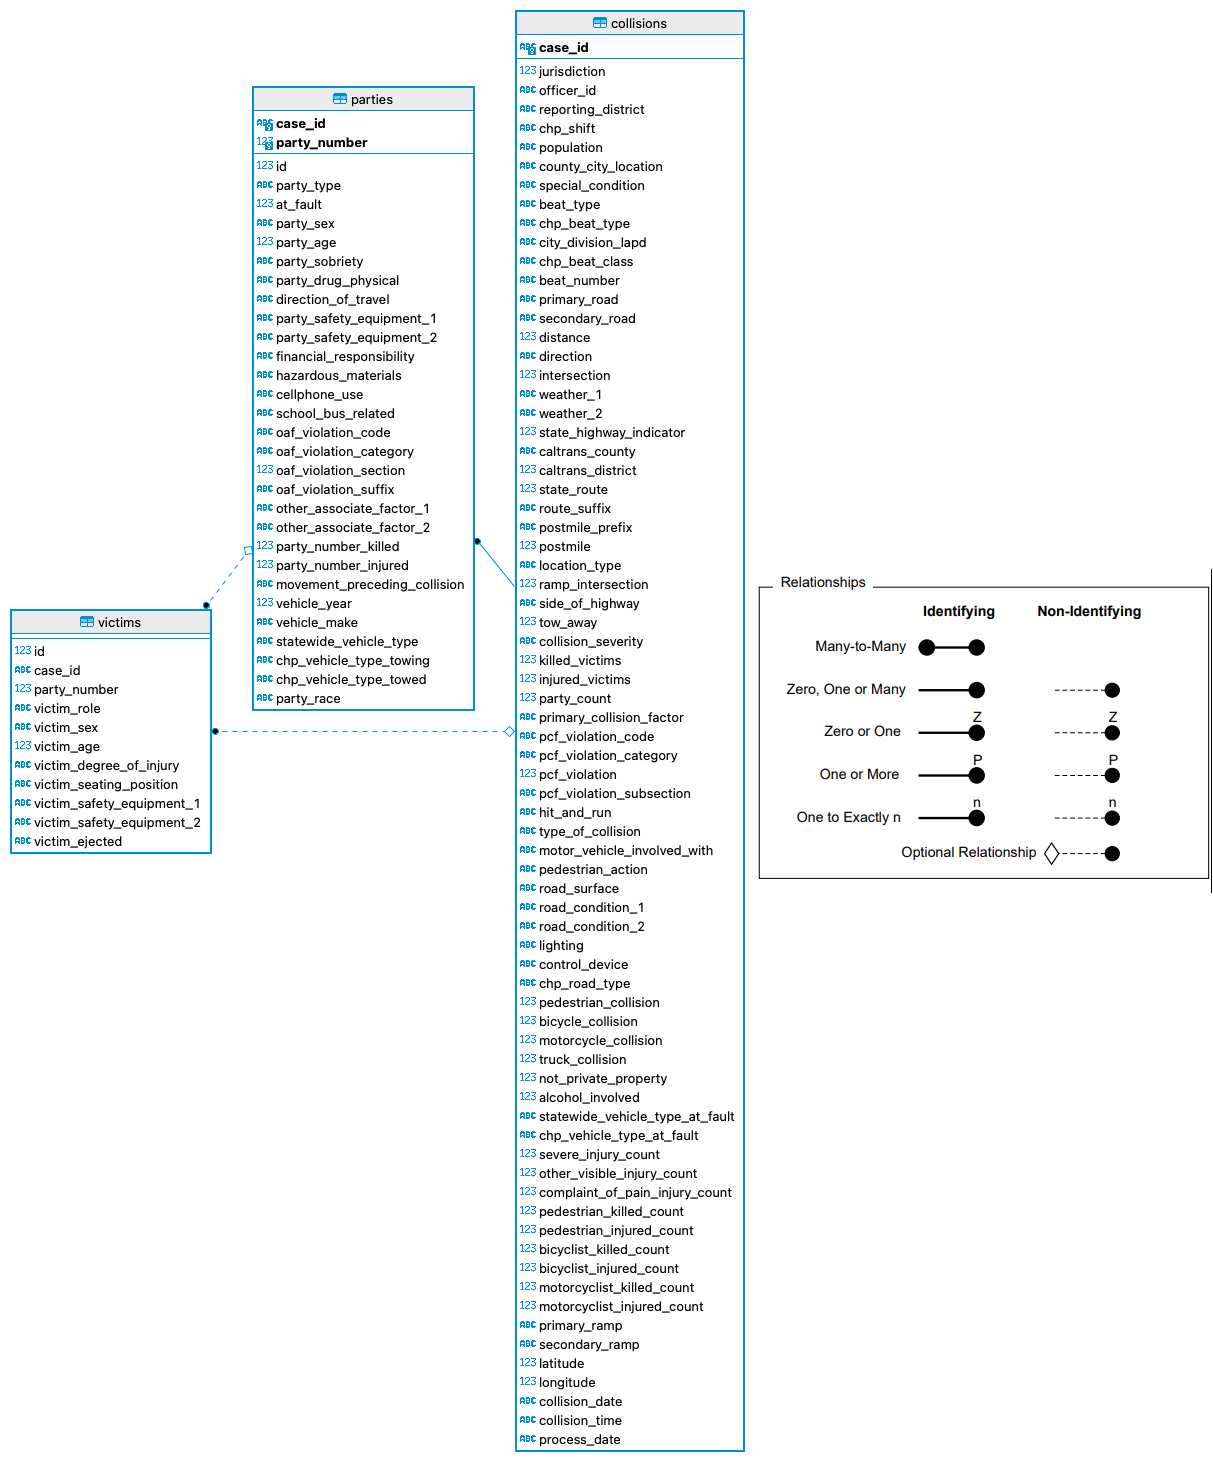 collisions
case_id
123 jurisdiction
ABC officer_id
ABC reporting_district
ABC chp_shift
ABC population
ABC county_city_location
ABC special_condition
ABC beat_type
ABC chp_beat_type
ABC city_division_lapd
ABC chp_beat_class
ABC beat_number
ABC primary_road
ABC secondary_road
123 distance
ABC direction
123 intersection
ABC weather_1
ABC weather_2
123 state_highway_indicator
ABC caltrans_county
123 caltrans_district
123 state_route
ABC route_suffix
ABC postmile_prefix
123 postmile
ABC location_type
123 ramp_intersection
ABC side_of_highway
123 tow_away
ABC collision_severity
123 killed_victims
123 injured_victims
123 party_count
ABC primary_collision_factor
ABC pcf_violation_code
ABC pcf_violation_category
123 pcf_violation
ABC pcf_violation_subsection
ABC hit_and_run
ABC type_of_collision
ABC motor_vehicle_involved_with
ABC pedestrian_action
ABC road_surface
ABC road_condition_1
ABC road_condition_2
ABC lighting
ABC control_device
ABC chp_road_type
123 pedestrian_collision
123 bicycle_collision
123 motorcycle_collision
123 truck_collision
123 not_private_property
123 alcohol_involved
ABC statewide_vehicle_type_at_fault
ABC chp_vehicle_type_at_fault
123 severe_injury_count
123 other_visible_injury_count
123 complaint_of_pain_injury_count
123 pedestrian_killed_count
123 pedestrian_injured_count
123 bicyclist_killed_count
123 bicyclist_injured_count
123 motorcyclist_killed_count
123 motorcyclist_injured_count
ABC primary_ramp
ABC secondary_ramp
123 latitude
123 longitude
ABC collision_date
ABC collision_time
ABC process_date
parties
case_id
party_number
123 id
ABC party_type
123 at_fault
ABC party_sex
123 party_age
ABC party_sobriety
ABC party_drug_physical
ABC direction_of_travel
ABC party_safety_equipment_1
ABC party_safety_equipment_2
ABC financial_responsibility
ABC hazardous_materials
ABC cellphone_use
ABC school_bus_related
ABC oaf_violation_code
ABC oaf_violation_category
123 oaf_violation_section
ABC oaf_violation_suffix
ABC other_associate_factor_1
ABC other_associate_factor_2
123 party_number_killed
123 party_number_injured
ABC movement_preceding_collision
123 vehicle_year
ABC vehicle_make
ABC statewide_vehicle_type
ABC chp_vehicle_type_towing
ABC chp_vehicle_type_towed
ABC party_race
victims
123 id
ABC case_id
123 party_number
ABC victim_role
ABC victim_sex
123 victim_age
ABC victim_degree_of_injury
ABC victim_seating_position
ABC victim_safety_equipment_1
ABC victim_safety_equipment_2
ABC victim_ejected
Relationships
Identifying Non-Identifying
Many-to-Many
Zero, One or Many
Z Z
Zero or One
P P
One or More
n n
One to Exactly n
Optional Relationship